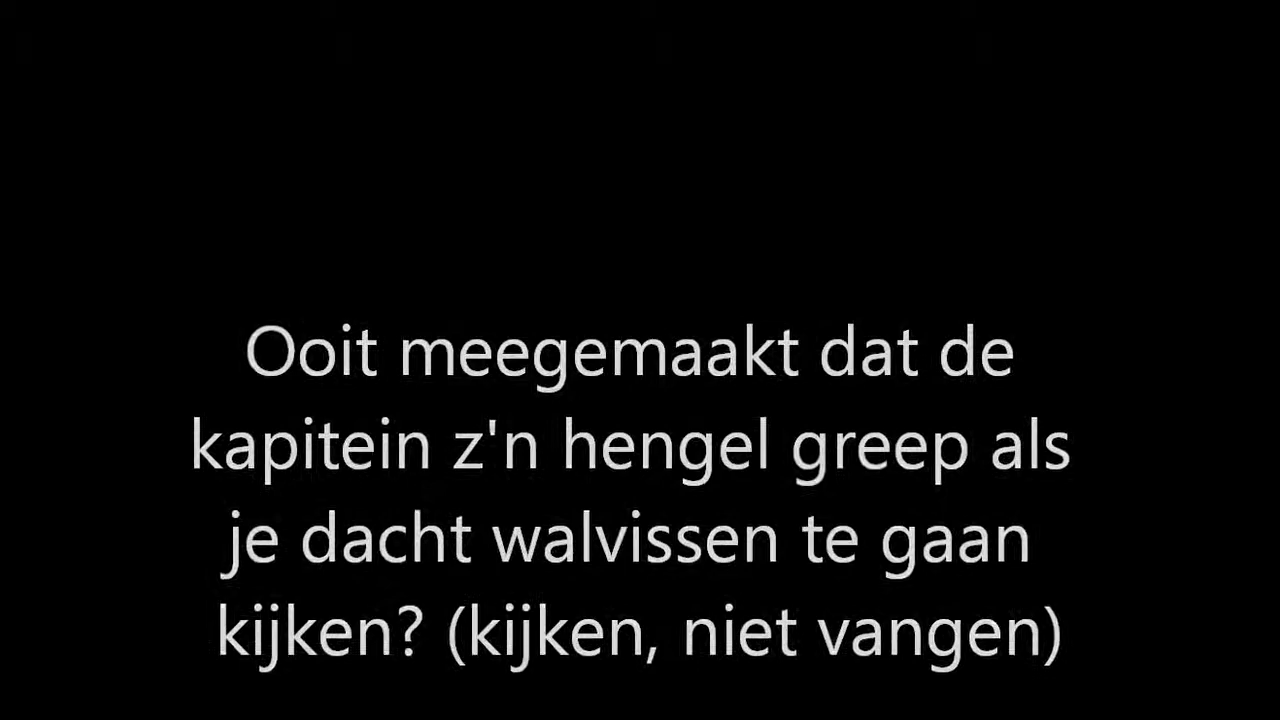 Ooit meegemaakt dat de
kapitein z'n hengel greep als
je dacht walvissen te gaan
kijken? (kijken, niet vangen)